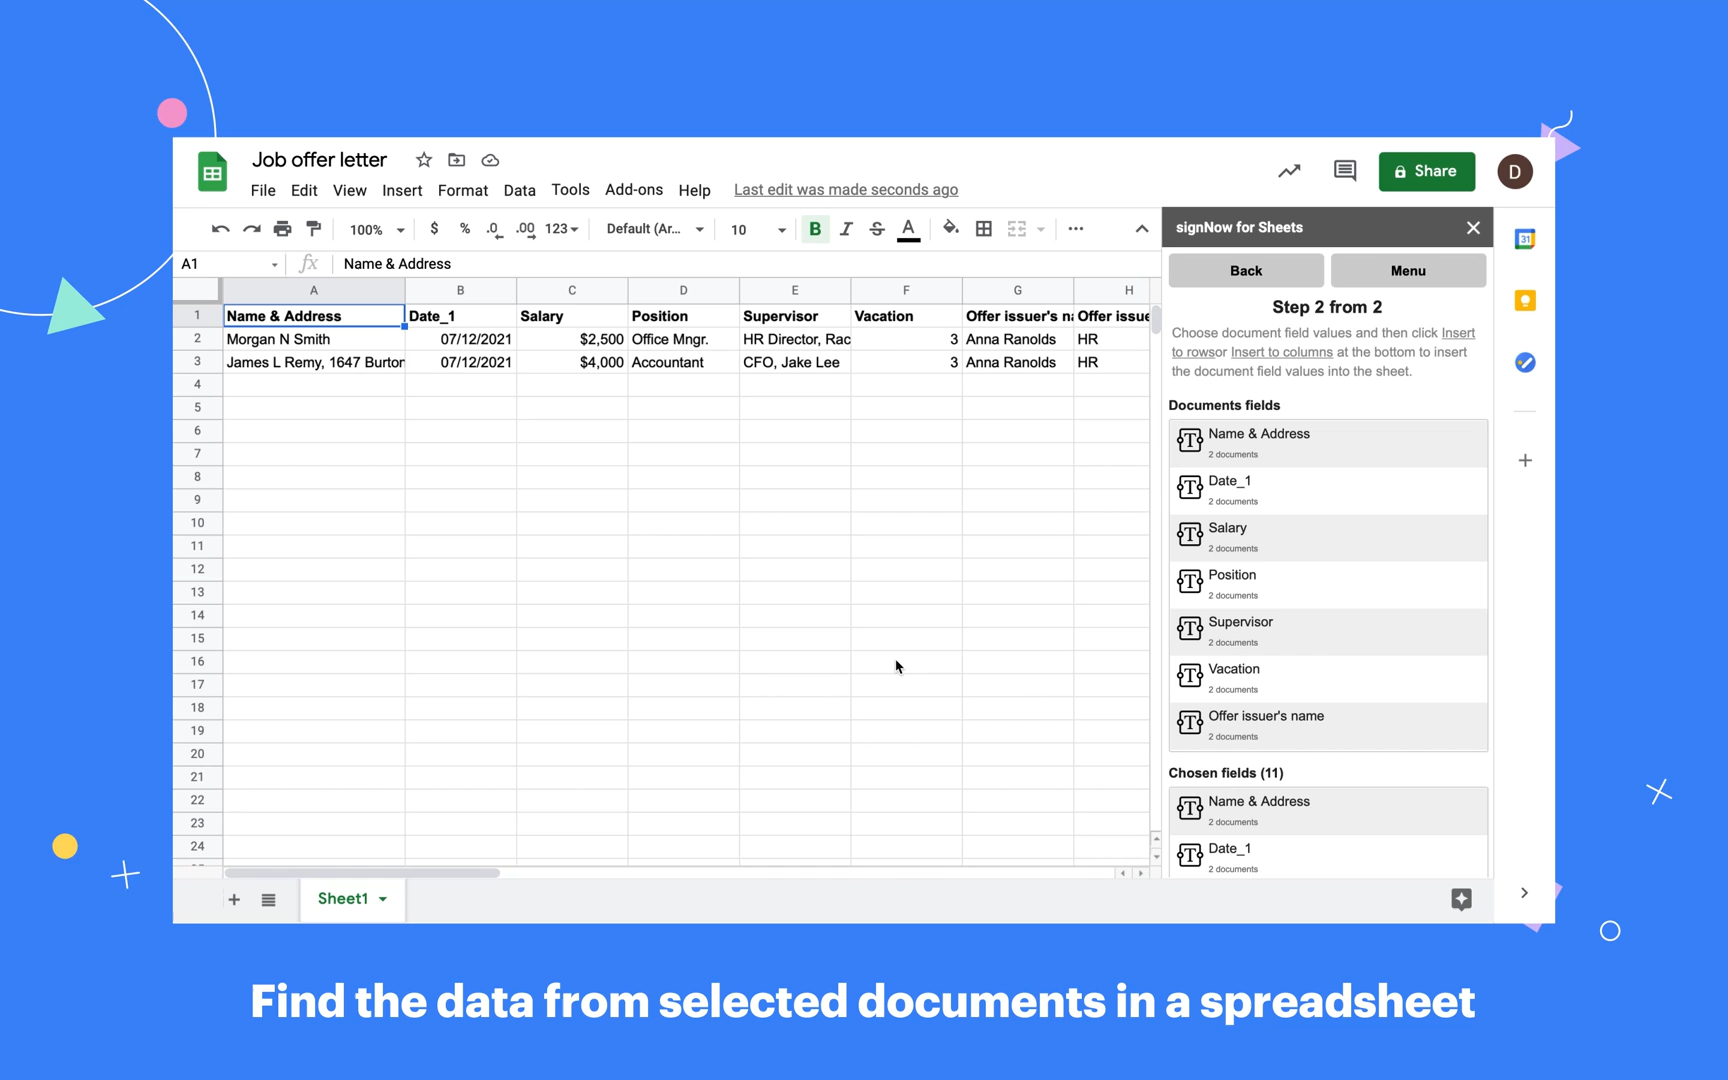 Job offer letter
File Edit View Insert Format Data Tools Add-ons Help Last edit was made seconds ago
Share
D
100% $ % .0 .00 123 Default (Ar... 10 B I S A
signNow for Sheets
A1 fx Name & Address
Back Menu
A B C D E F G H
Step 2 from 2
Choose document field values and then click Insert
to rowsor Insert to columns at the bottom to insert
the document field values into the sheet.
1 Name & Address Date_1 Salary Position Supervisor Vacation Offer issuer's na Offer issue
2 Morgan N Smith 07/12/2021 $2,500 Office Mngr. HR Director, Rac 3 Anna Ranolds HR
3 James L Remy, 1647 Burton 07/12/2021 $4,000 Accountant CFO, Jake Lee 3 Anna Ranolds HR
4
5
6
7
8
9
10
11
12
13
14
15
16
17
18
19
20
21
22
23
24
31
Documents fields
Name & Address
2 documents
Date_1
2 documents
Salary
2 documents
Position
2 documents
Supervisor
2 documents
Vacation
2 documents
Offer issuer's name
2 documents
Chosen fields (11)
Name & Address
2 documents
Date_1
2 documents
Sheet1
Find the data from selected documents in a spreadsheet